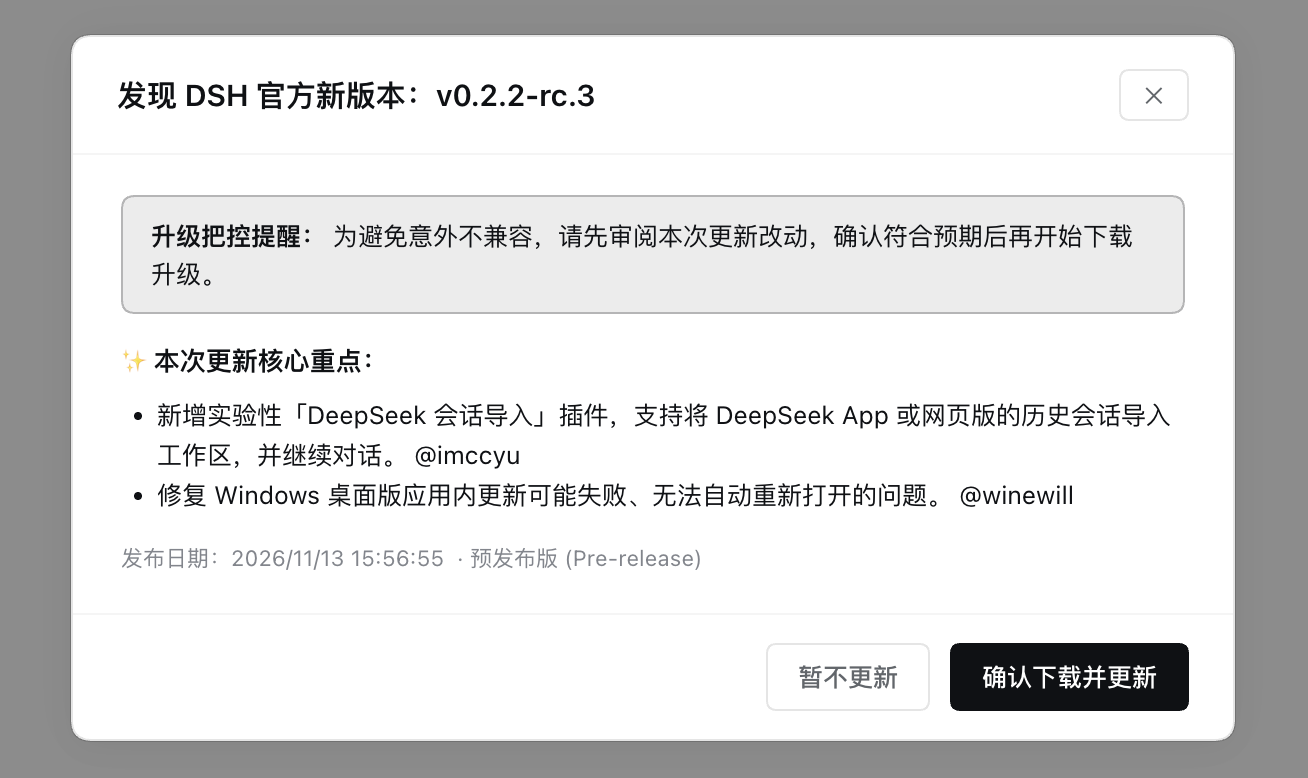 发现 DSH 官方新版本：v0.2.2-rc.3
升级把控提醒： 为避免意外不兼容，请先审阅本次更新改动，确认符合预期后再开始下载
升级。
✨ 本次更新核心重点：
• 新增实验性「DeepSeek 会话导入」插件，支持将 DeepSeek App 或网页版的历史会话导入
工作区，并继续对话。 @imccyu
• 修复 Windows 桌面版应用内更新可能失败、无法自动重新打开的问题。 @winewill
发布日期：2026/11/13 15:56:55 · 预发布版 (Pre-release)
暂不更新
确认下载并更新